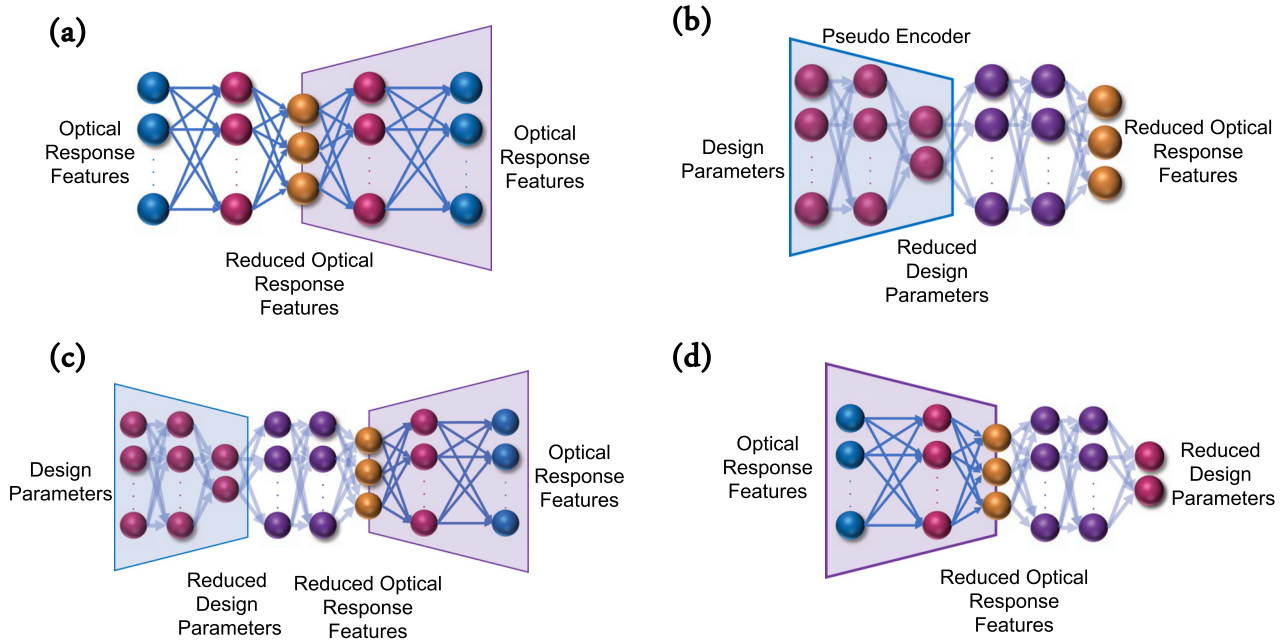 (a)
Optical
Response
Features
Optical
Response
Features
Reduced Optical
Response
Features
(b)
Pseudo Encoder
Design
Parameters
Reduced Optical
Response
Features
Reduced
Design
Parameters
(c)
Design
Parameters
Optical
Response
Features
Reduced
Design
Parameters
Reduced Optical
Response
Features
(d)
Optical
Response
Features
Reduced
Design
Parameters
Reduced Optical
Response
Features